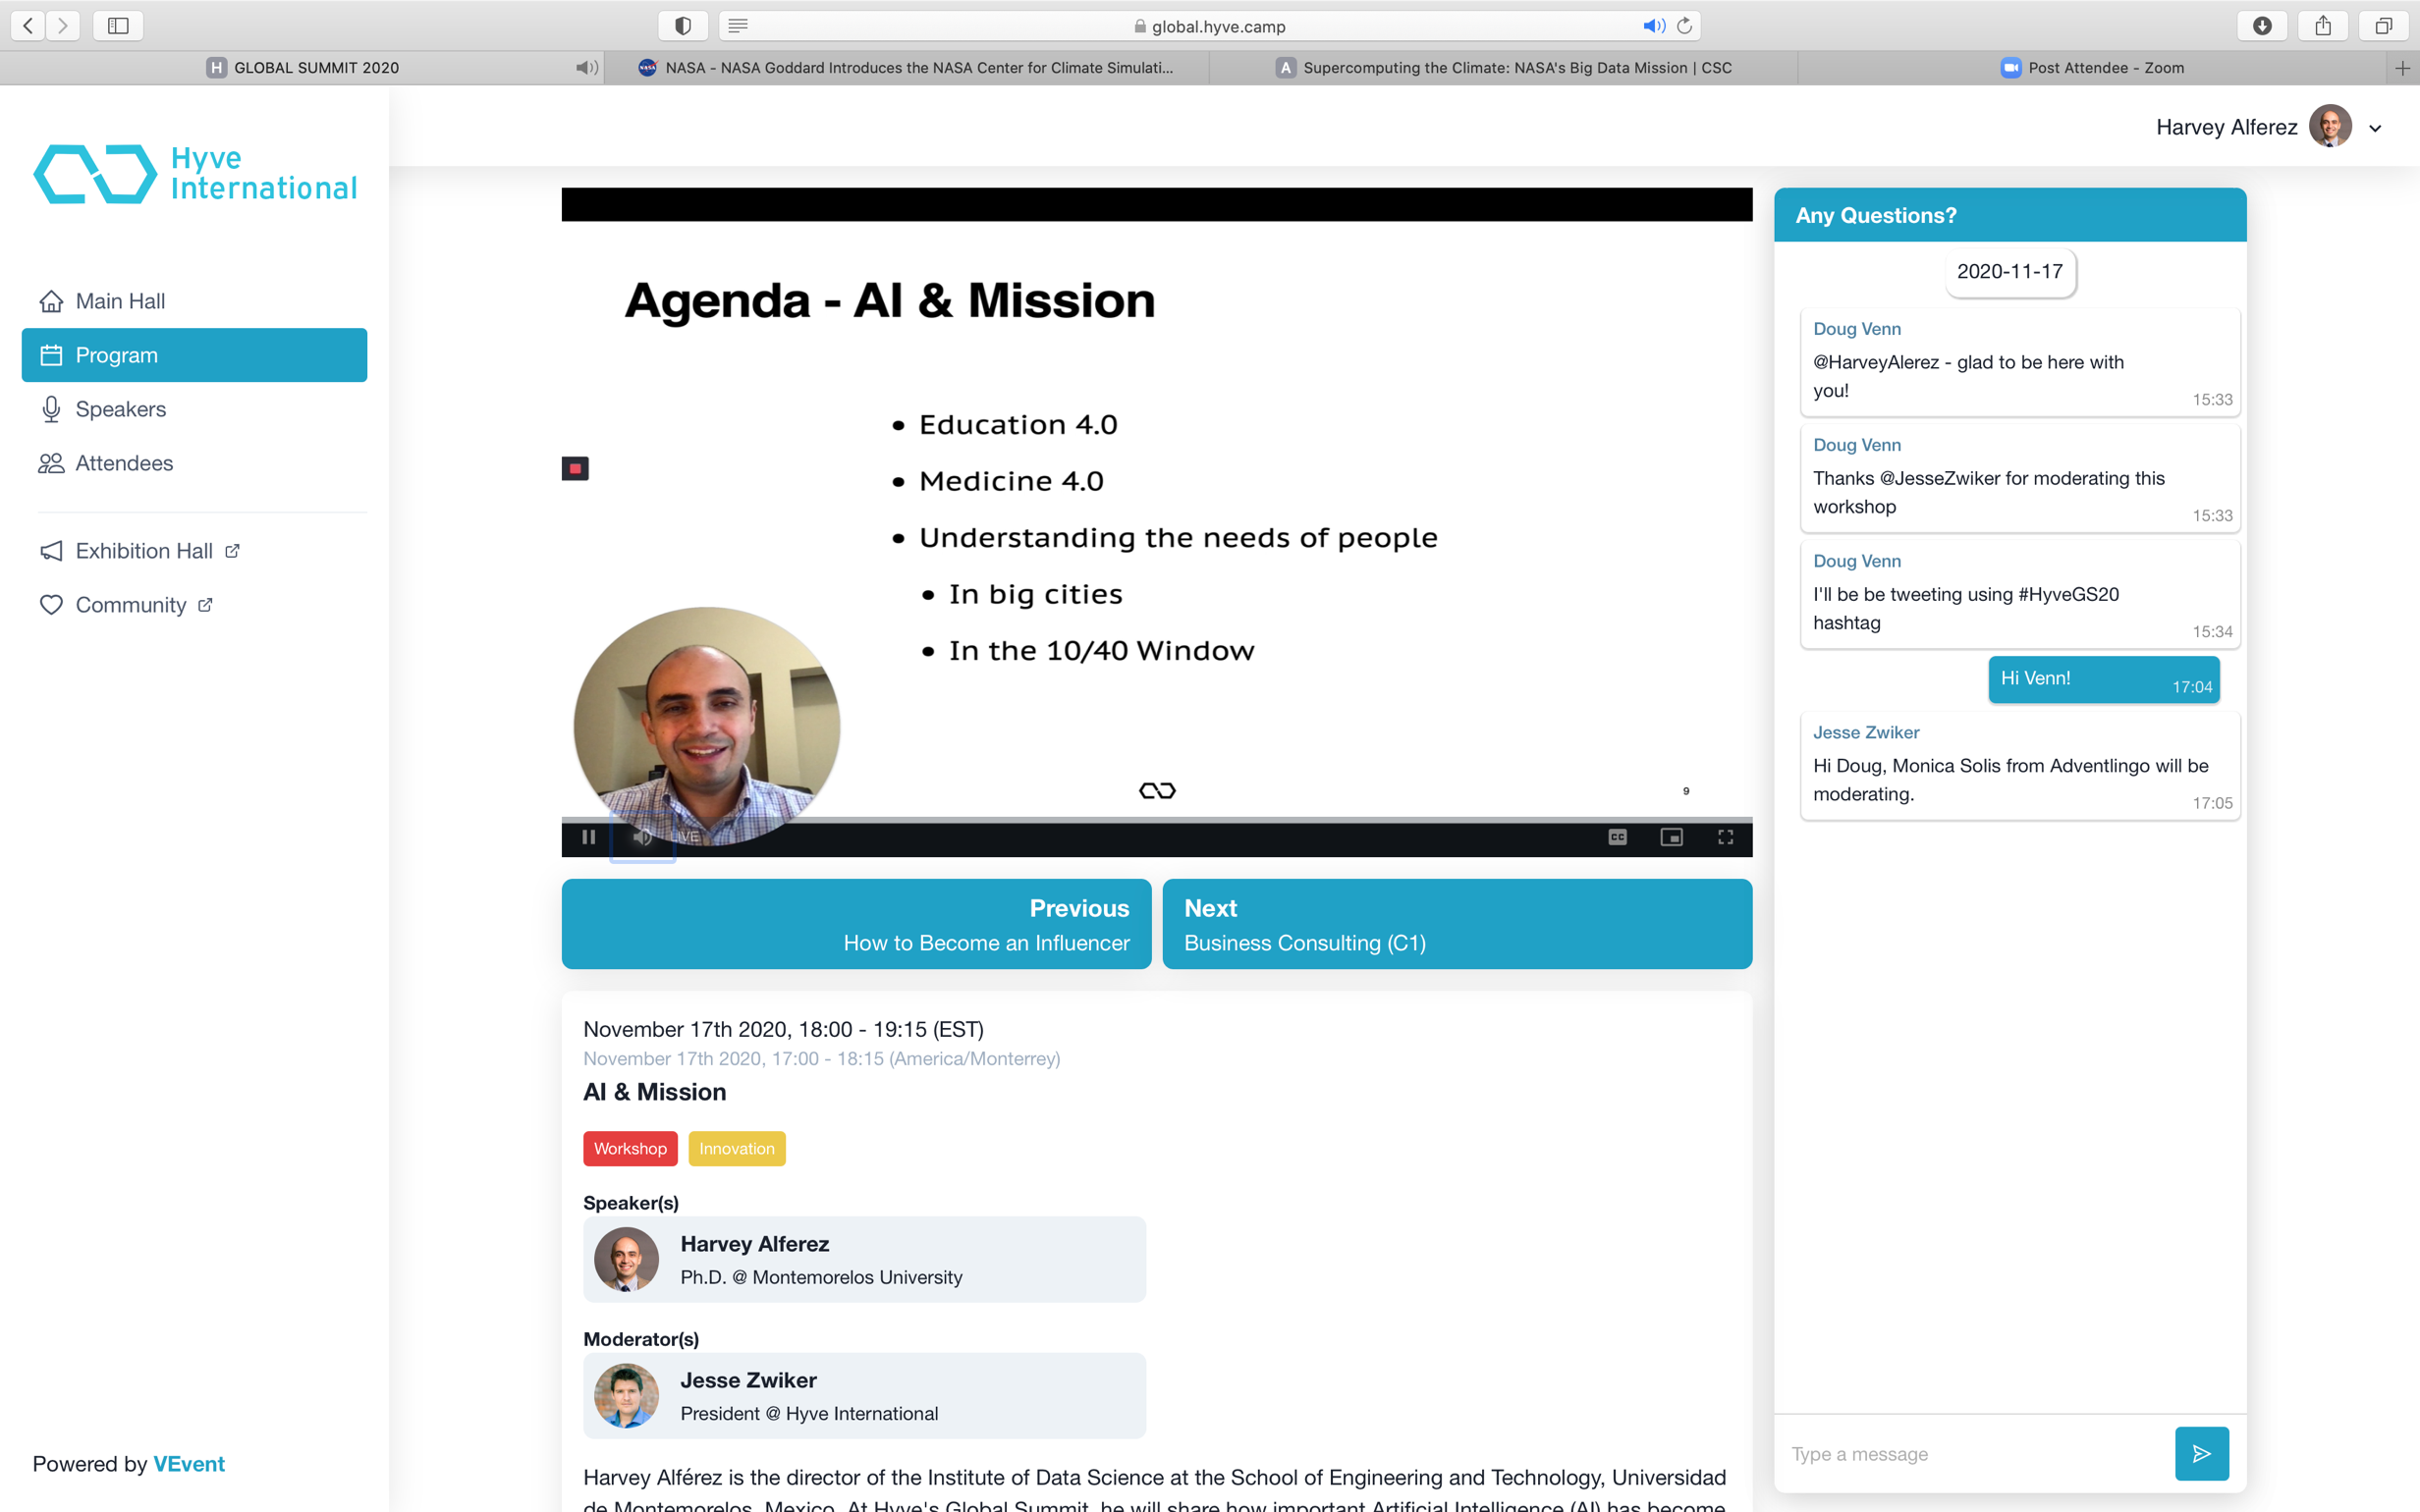 global.hyve.camp
H GLOBAL SUMMIT 2020
NASA - NASA Goddard Introduces the NASA Center for Climate Simulati...
A Supercomputing the Climate: NASA's Big Data Mission | CSC
Post Attendee - Zoom
Hyve
International
Harvey Alferez
Main Hall
Program
Speakers
Attendees
Exhibition Hall
Community
Powered by VEvent
Agenda - AI & Mission
• Education 4.0
• Medicine 4.0
• Understanding the needs of people
• In big cities
• In the 10/40 Window
9
CC
Previous
How to Become an Influencer
Next
Business Consulting (C1)
November 17th 2020, 18:00 - 19:15 (EST)
November 17th 2020, 17:00 - 18:15 (America/Monterrey)
AI & Mission
Workshop
Innovation
Speaker(s)
Harvey Alferez
Ph.D. @ Montemorelos University
Moderator(s)
Jesse Zwiker
President @ Hyve International
Harvey Alférez is the director of the Institute of Data Science at the School of Engineering and Technology, Universidad
de Montemorelos, Mexico. At Hyve's Global Summit, he will share how important Artificial Intelligence (AI) has become
Any Questions?
2020-11-17
Doug Venn
@HarveyAlerez - glad to be here with
you!
15:33
Doug Venn
Thanks @JesseZwiker for moderating this
workshop
15:33
Doug Venn
I'll be be tweeting using #HyveGS20
hashtag
15:34
Hi Venn!
17:04
Jesse Zwiker
Hi Doug, Monica Solis from Adventlingo will be
moderating.
17:05
Type a message